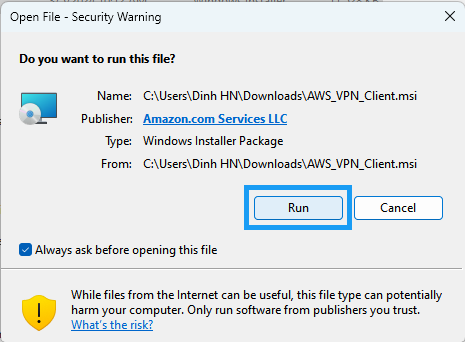 Open File - Security Warning
Do you want to run this file?
Name: C:\Users\Dinh HN\Downloads\AWS_VPN_Client.msi
Publisher: Amazon.com Services LLC
Type: Windows Installer Package
From: C:\Users\Dinh HN\Downloads\AWS_VPN_Client.msi
Run Cancel
Always ask before opening this file
While files from the Internet can be useful, this file type can potentially
harm your computer. Only run software from publishers you trust.
What's the risk?